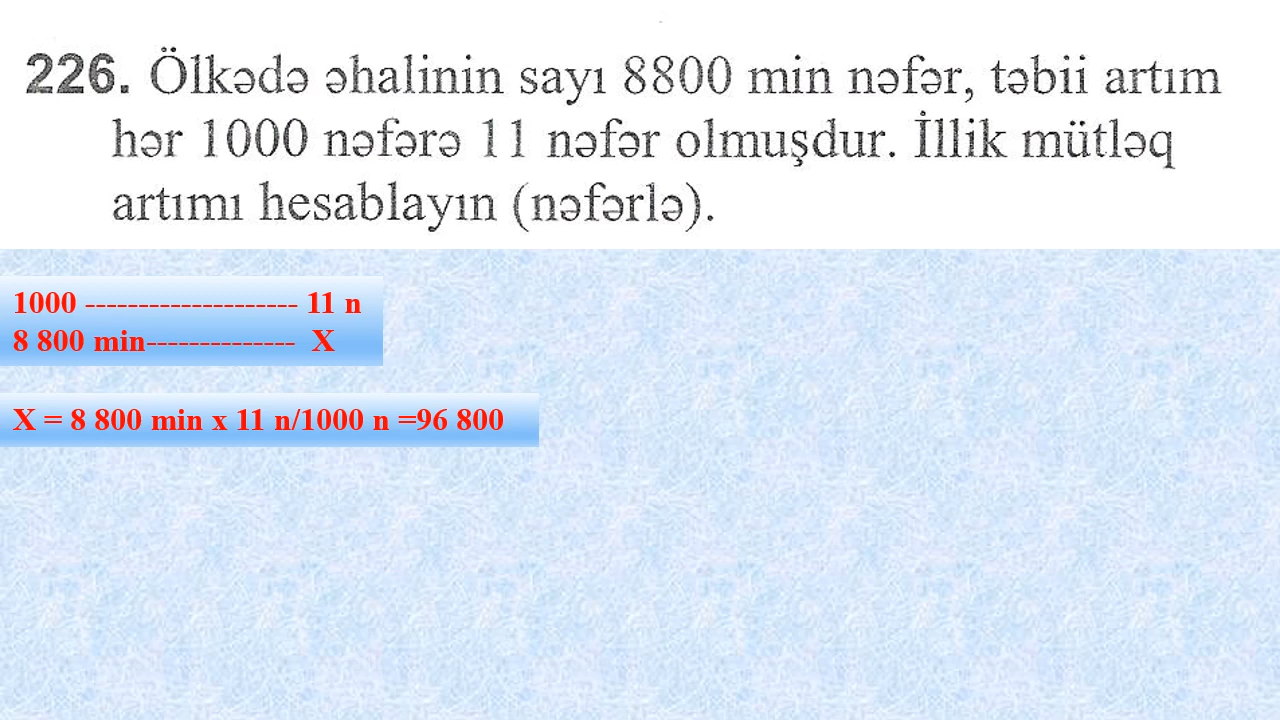 226. Ölkədə əhalinin sayı 8800 min nəfər, təbii artım
hər 1000 nəfərə 11 nəfər olmuşdur. İllik mütləq
artımı hesablayın (nəfərlə).
1000 -------------------- 11 n
8 800 min-------------- X
X = 8 800 min x 11 n/1000 n =96 800